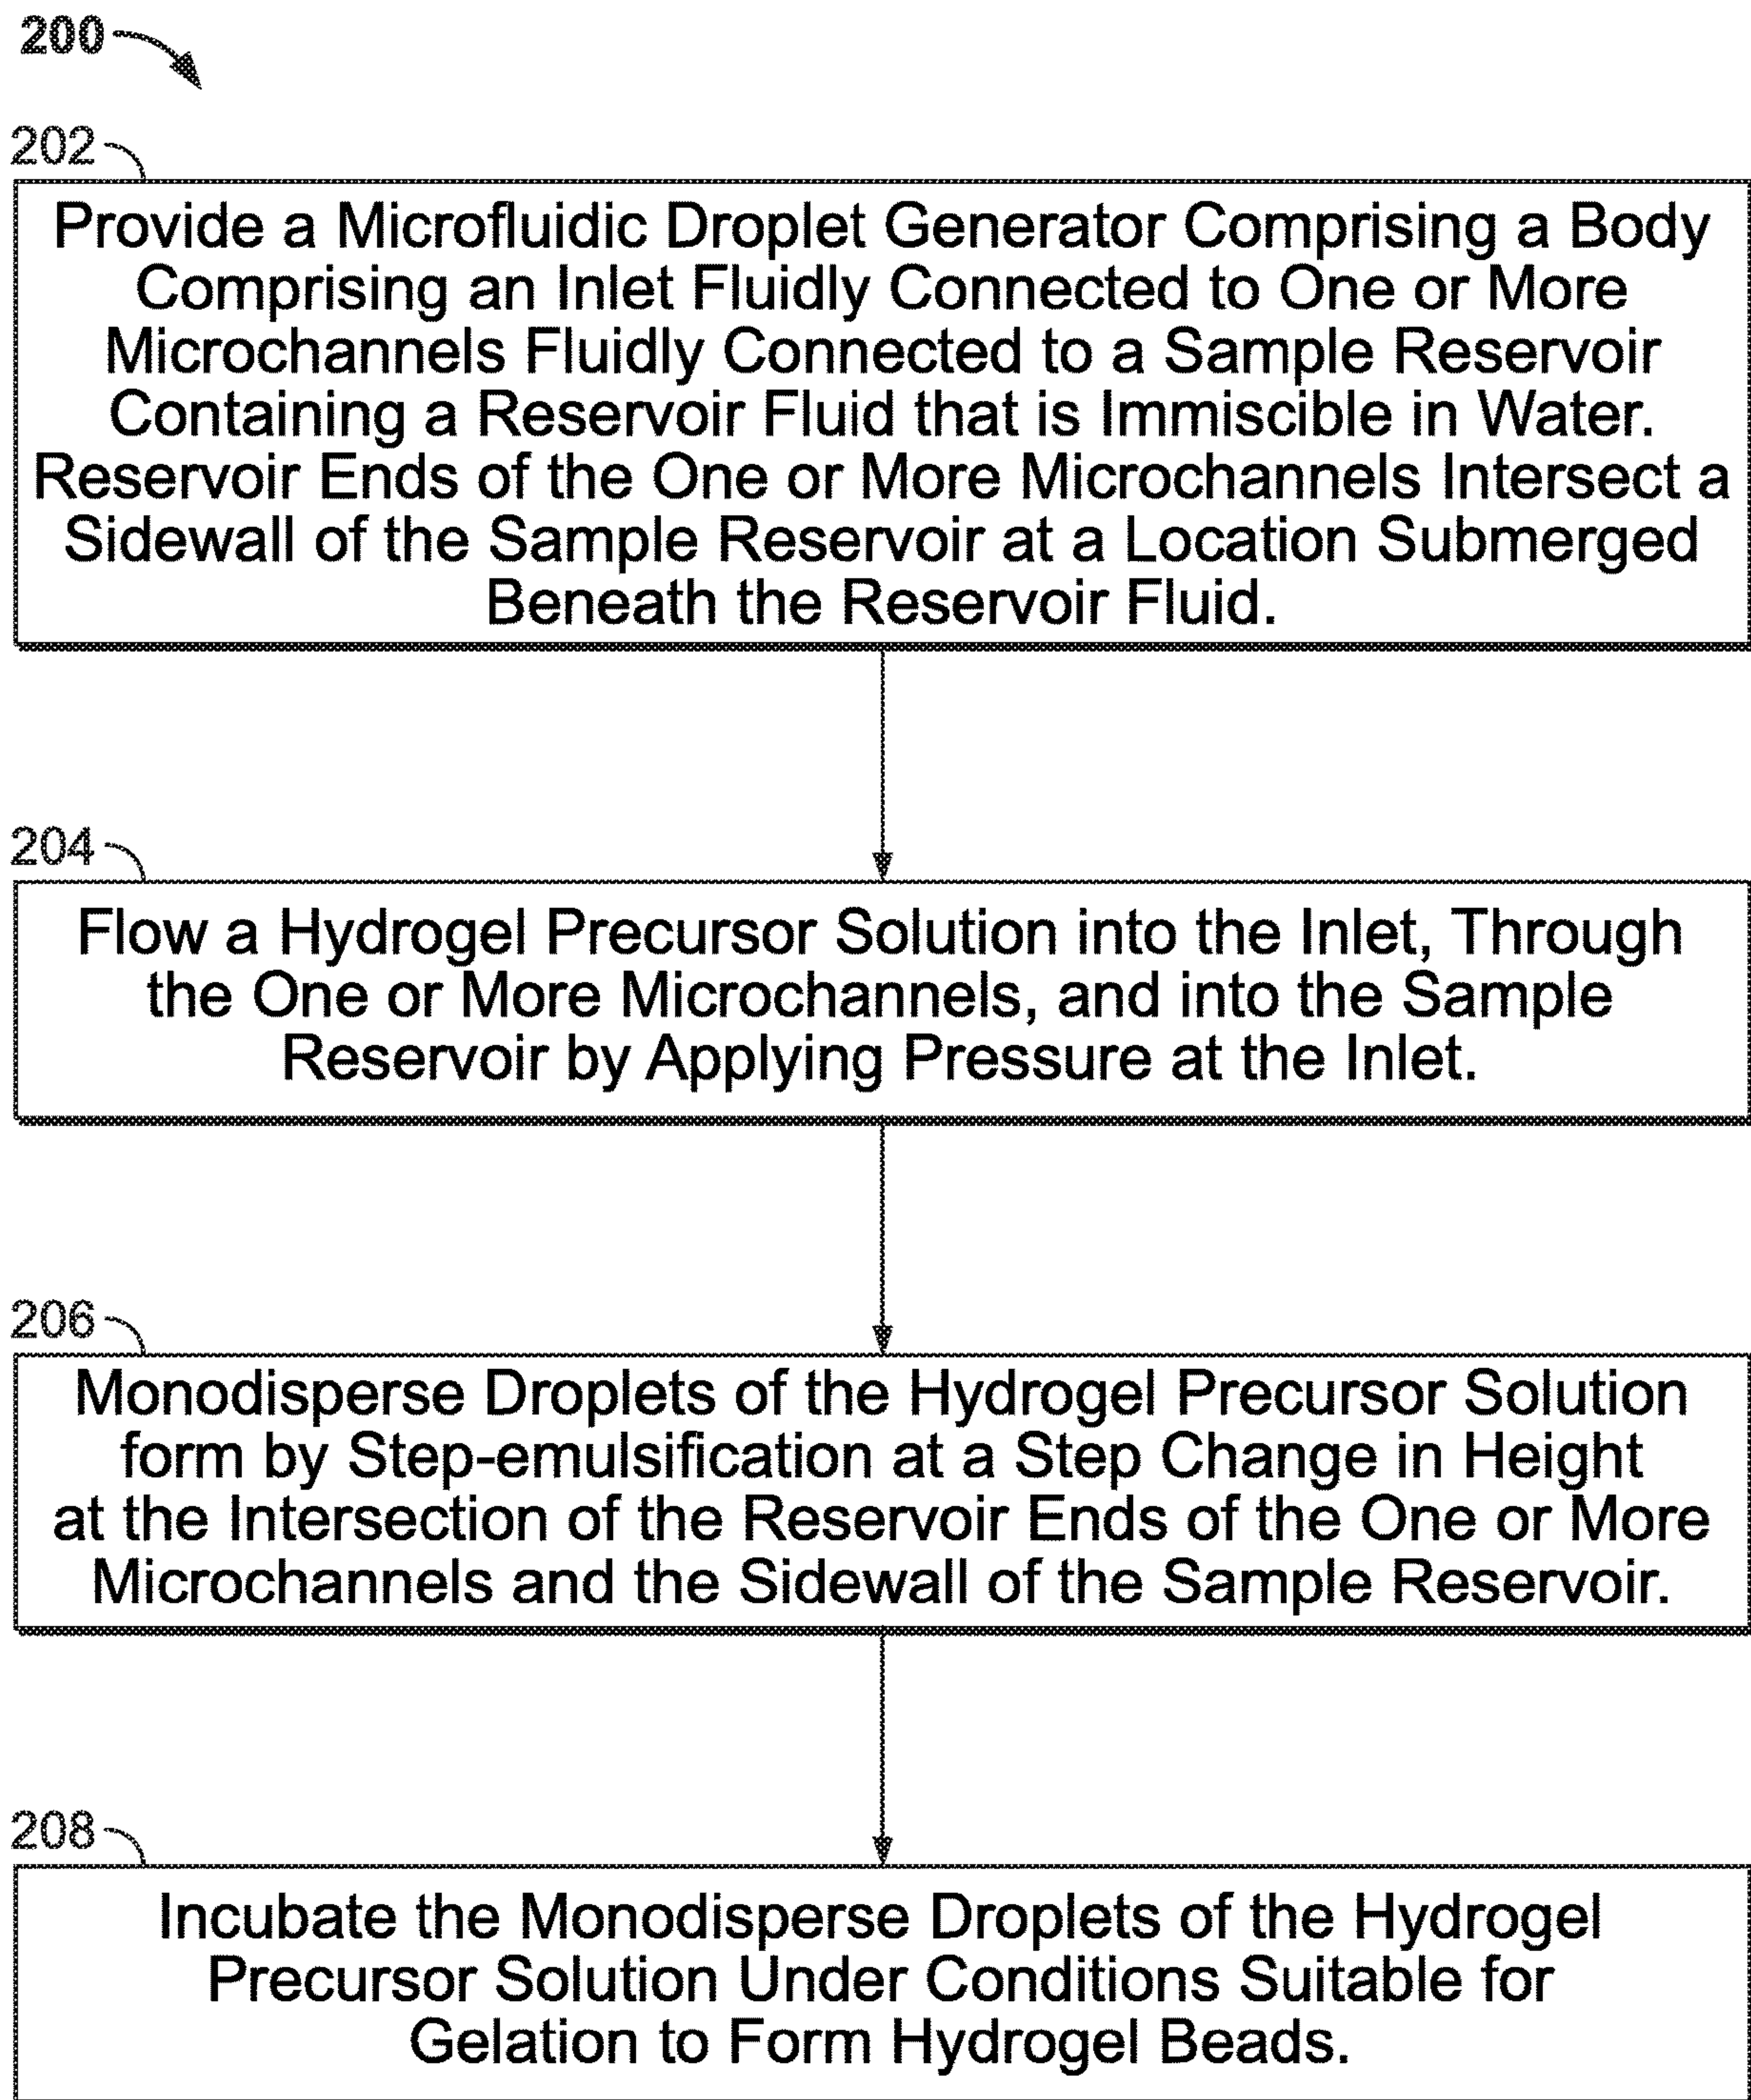 200
202
Provide a Microfluidic Droplet Generator Comprising a Body
Comprising an Inlet Fluidly Connected to One or More
Microchannels Fluidly Connected to a Sample Reservoir
Containing a Reservoir Fluid that is Immiscible in Water.
Reservoir Ends of the One or More Microchannels Intersect a
Sidewall of the Sample Reservoir at a Location Submerged
Beneath the Reservoir Fluid.
204
Flow a Hydrogel Precursor Solution into the Inlet, Through
the One or More Microchannels, and into the Sample
Reservoir by Applying Pressure at the Inlet.
206
Monodisperse Droplets of the Hydrogel Precursor Solution
form by Step-emulsification at a Step Change in Height
at the Intersection of the Reservoir Ends of the One or More
Microchannels and the Sidewall of the Sample Reservoir.
208
Incubate the Monodisperse Droplets of the Hydrogel
Precursor Solution Under Conditions Suitable for
Gelation to Form Hydrogel Beads.